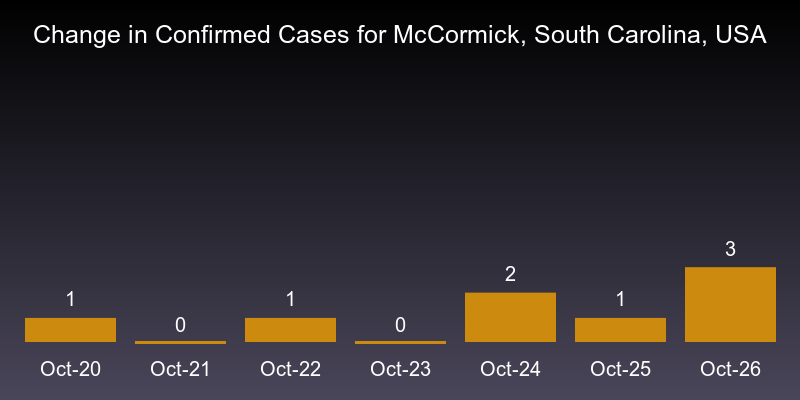 Change in Confirmed Cases for McCormick, South Carolina, USA
1 0 1 0 2 1 3
Oct-20 Oct-21 Oct-22 Oct-23 Oct-24 Oct-25 Oct-26